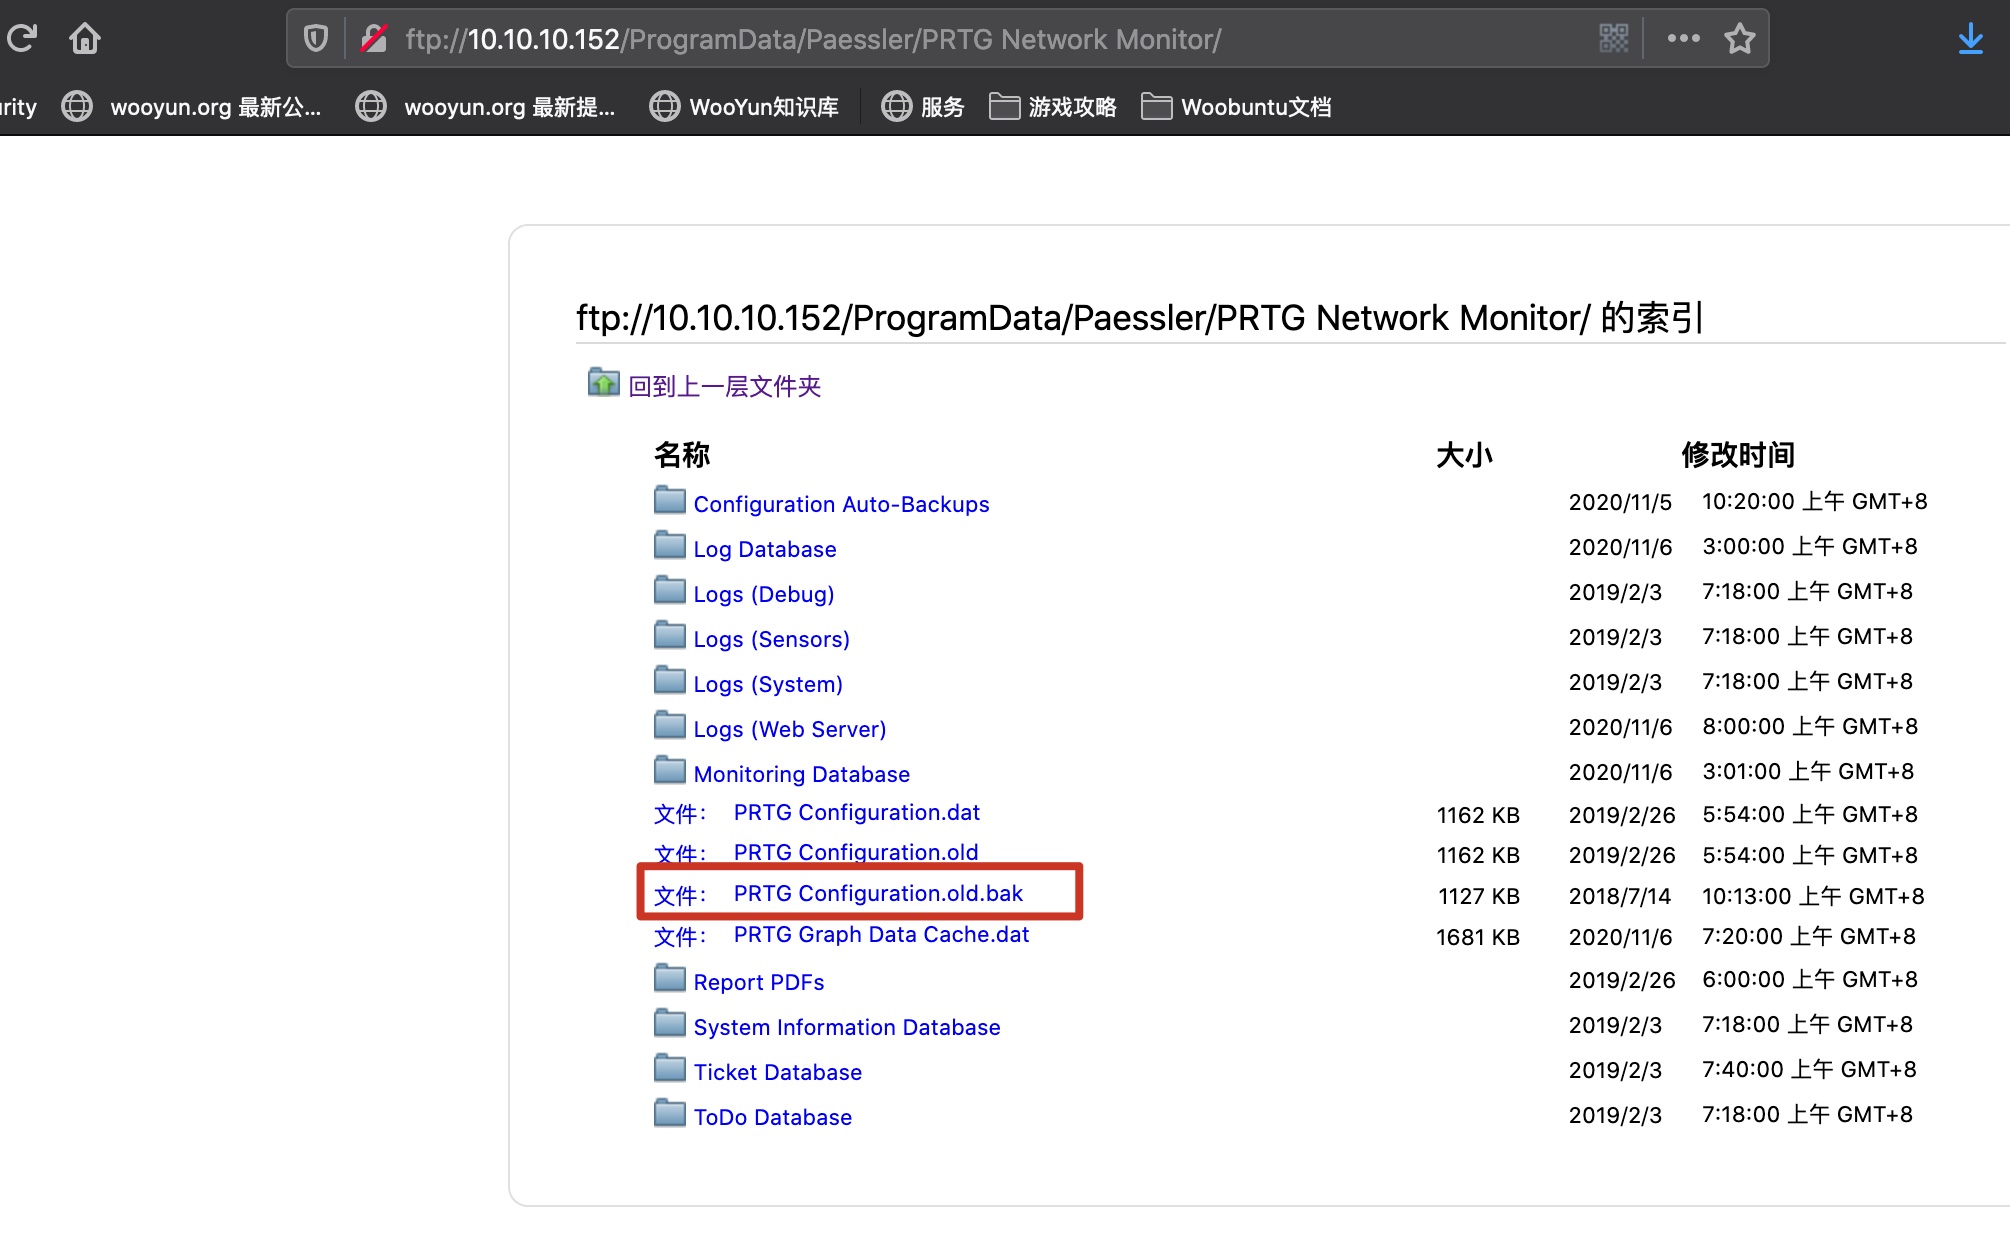 ftp://10.10.10.152/ProgramData/Paessler/PRTG Network Monitor/
rity wooyun.org 最新公... wooyun.org 最新提... WooYun知识库 服务 游戏攻略 Woobuntu文档
ftp://10.10.10.152/ProgramData/Paessler/PRTG Network Monitor/ 的索引
回到上一层文件夹
名称 大小 修改时间
Configuration Auto-Backups 2020/11/5 10:20:00 上午 GMT+8
Log Database 2020/11/6 3:00:00 上午 GMT+8
Logs (Debug) 2019/2/3 7:18:00 上午 GMT+8
Logs (Sensors) 2019/2/3 7:18:00 上午 GMT+8
Logs (System) 2019/2/3 7:18:00 上午 GMT+8
Logs (Web Server) 2020/11/6 8:00:00 上午 GMT+8
Monitoring Database 2020/11/6 3:01:00 上午 GMT+8
文件： PRTG Configuration.dat 1162 KB 2019/2/26 5:54:00 上午 GMT+8
文件： PRTG Configuration.old 1162 KB 2019/2/26 5:54:00 上午 GMT+8
文件： PRTG Configuration.old.bak 1127 KB 2018/7/14 10:13:00 上午 GMT+8
文件： PRTG Graph Data Cache.dat 1681 KB 2020/11/6 7:20:00 上午 GMT+8
Report PDFs 2019/2/26 6:00:00 上午 GMT+8
System Information Database 2019/2/3 7:18:00 上午 GMT+8
Ticket Database 2019/2/3 7:40:00 上午 GMT+8
ToDo Database 2019/2/3 7:18:00 上午 GMT+8